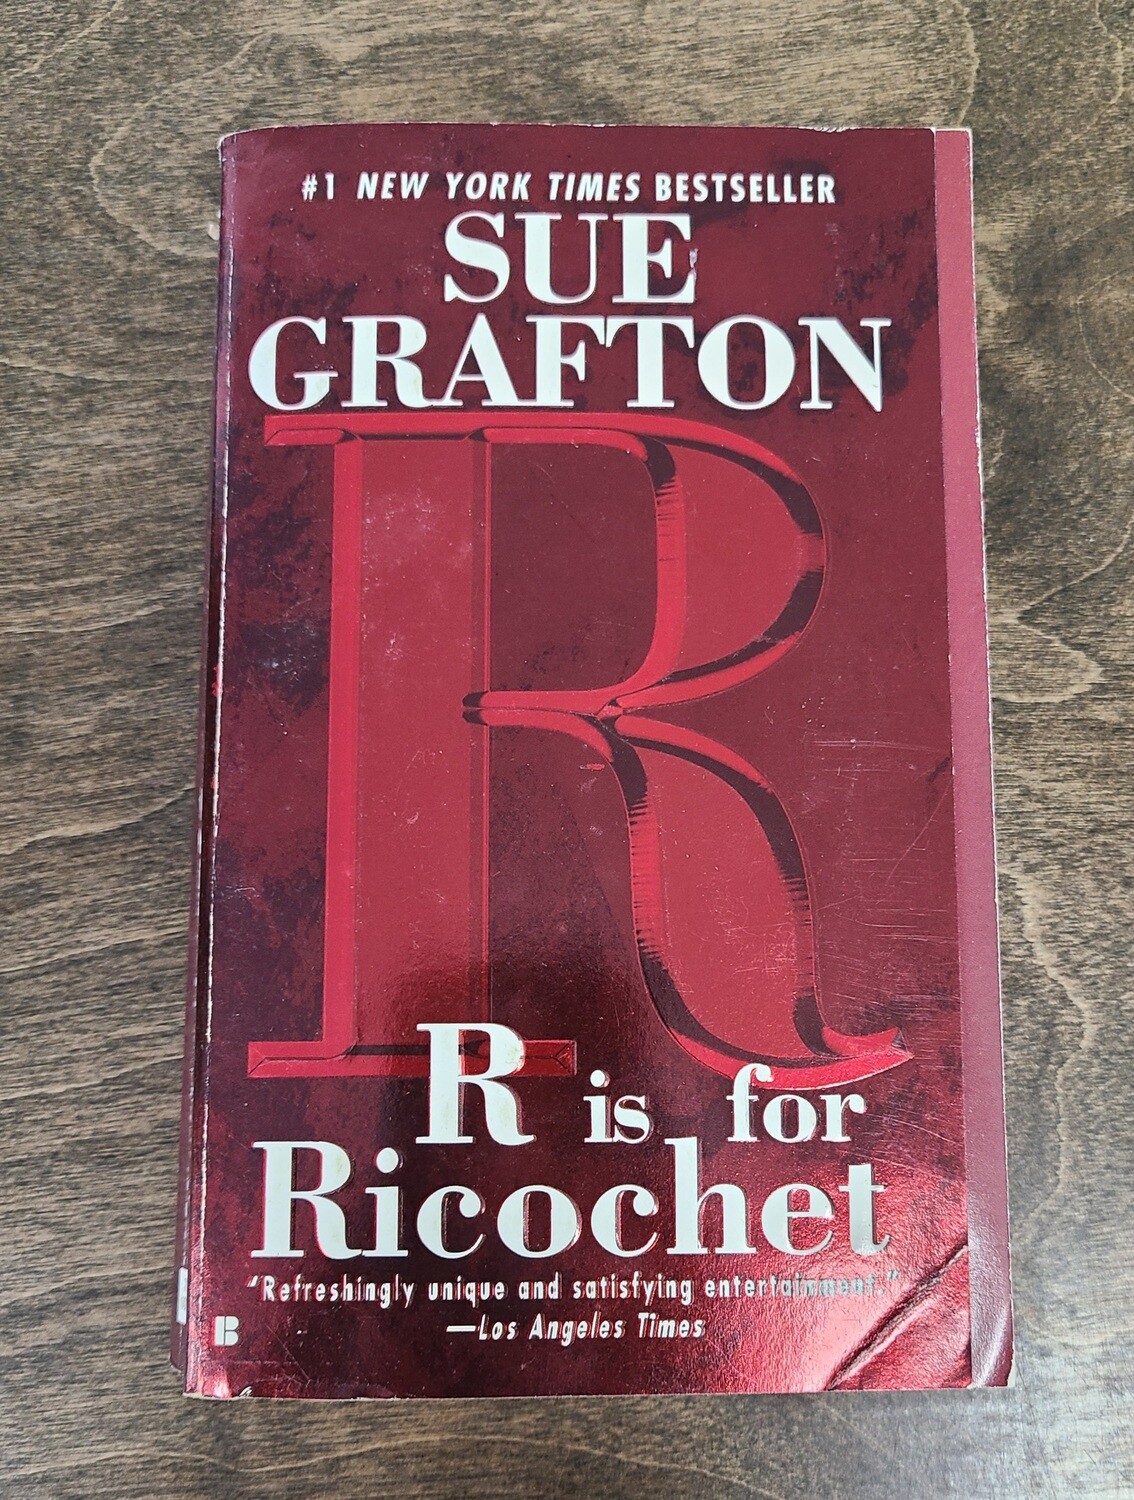 #1 NEW YORK TIMES BESTSELLER
SUE
GRAFTON
R
R is for
Ricochet
"Refreshingly unique and satisfying entertainment."
—Los Angeles Times
B